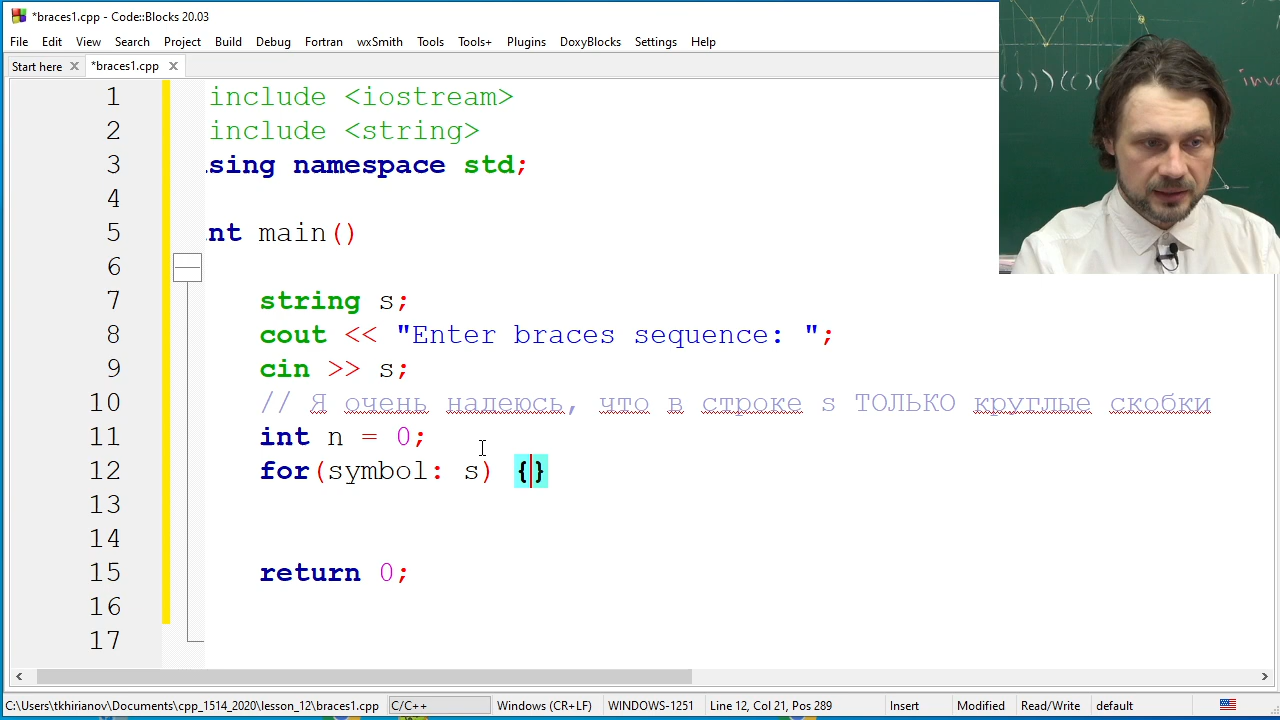 *braces1.cpp - Code::Blocks 20.03
File Edit View Search Project Build Debug Fortran wxSmith Tools Tools+ Plugins DoxyBlocks Settings Help
Start here *braces1.cpp
1 include <iostream>
2 include <string>
3 sing namespace std;
4
5 int main()
6
7 string s;
8 cout << "Enter braces sequence: ";
9 cin >> s;
10 // Я очень надеюсь, что в строке s ТОЛЬКО круглые скобки
11 int n = 0;
12 for(symbol: s) {}
13
14
15 return 0;
16
17
C:\Users\tkhirianov\Documents\cpp_1514_2020\lesson_12\braces1.cpp C/C++ Windows (CR+LF) WINDOWS-1251 Line 12, Col 21, Pos 289 Insert Modified Read/Write default